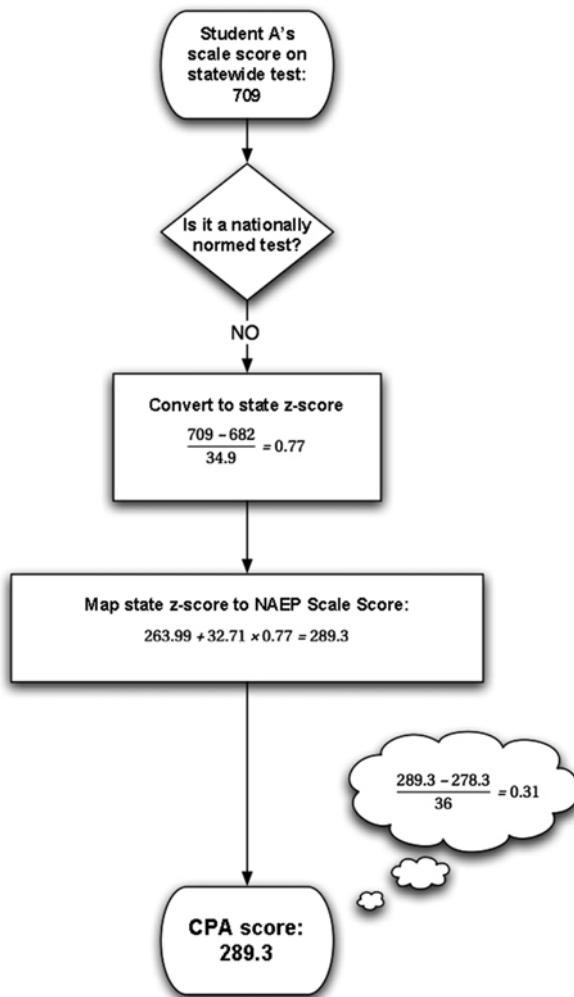 Student A's
scale score on
statewide test:
709
Is it a nationally
normed test?
NO
Convert to state z-score
709 – 682
34.9
= 0.77
Map state z-score to NAEP Scale Score:
263.99 + 32.71 × 0.77 = 289.3
289.3 – 278.3
36
= 0.31
CPA score:
289.3